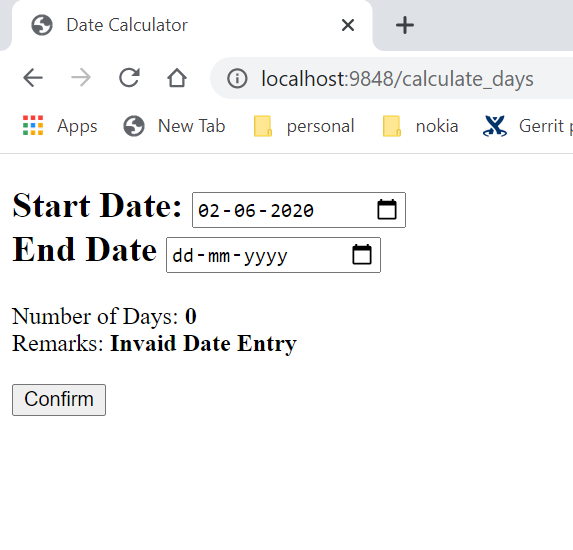 Date Calculator
localhost:9848/calculate_days
Apps New Tab personal nokia Gerrit p
Start Date: 02-06-2020
End Date dd-mm-yyyy
Number of Days: 0
Remarks: Invaid Date Entry
Confirm